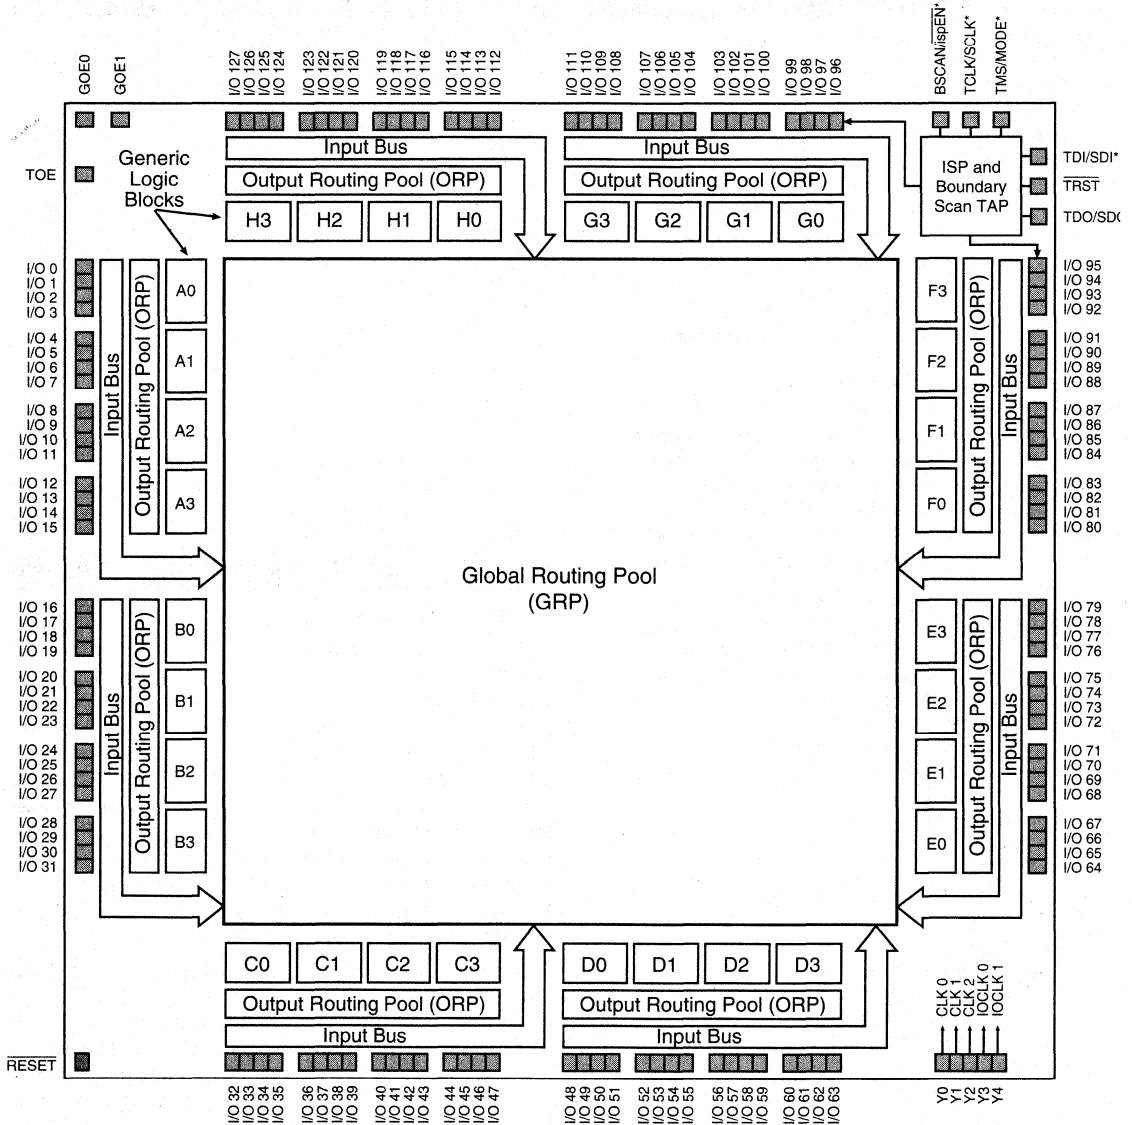 GOE0
GOE1
I/O 127
I/O 126
I/O 125
I/O 124
I/O 123
I/O 122
I/O 121
I/O 120
I/O 119
I/O 118
I/O 117
I/O 116
I/O 115
I/O 114
I/O 113
I/O 112
I/O 111
I/O 110
I/O 109
I/O 108
I/O 107
I/O 106
I/O 105
I/O 104
I/O 103
I/O 102
I/O 101
I/O 100
I/O 99
I/O 98
I/O 97
I/O 96
BSCAN/ispEN*
TCLK/SCLK*
TMS/MODE*
TOE
Generic
Logic
Blocks
Input Bus
Output Routing Pool (ORP)
H3
H2
H1
H0
Input Bus
Output Routing Pool (ORP)
G3
G2
G1
G0
ISP and
Boundary
Scan TAP
TDI/SDI*
TRST
TDO/SD
I/O 0
I/O 1
I/O 2
I/O 3
I/O 4
I/O 5
I/O 6
I/O 7
I/O 8
I/O 9
I/O 10
I/O 11
I/O 12
I/O 13
I/O 14
I/O 15
Input Bus
Output Routing Pool (ORP)
A0
A1
A2
A3
F3
F2
F1
F0
Output Routing Pool (ORP)
Input Bus
I/O 95
I/O 94
I/O 93
I/O 92
I/O 91
I/O 90
I/O 89
I/O 88
I/O 87
I/O 86
I/O 85
I/O 84
I/O 83
I/O 82
I/O 81
I/O 80
Global Routing Pool
(GRP)
I/O 16
I/O 17
I/O 18
I/O 19
I/O 20
I/O 21
I/O 22
I/O 23
I/O 24
I/O 25
I/O 26
I/O 27
I/O 28
I/O 29
I/O 30
I/O 31
Input Bus
Output Routing Pool (ORP)
B0
B1
B2
B3
E3
E2
E1
E0
Output Routing Pool (ORP)
Input Bus
I/O 79
I/O 78
I/O 77
I/O 76
I/O 75
I/O 74
I/O 73
I/O 72
I/O 71
I/O 70
I/O 69
I/O 68
I/O 67
I/O 66
I/O 65
I/O 64
C0
C1
C2
C3
Output Routing Pool (ORP)
Input Bus
D0
D1
D2
D3
Output Routing Pool (ORP)
Input Bus
CLK 0
CLK 1
CLK 2
IOCLK 0
IOCLK 1
RESET
I/O 32
I/O 33
I/O 34
I/O 35
I/O 36
I/O 37
I/O 38
I/O 39
I/O 40
I/O 41
I/O 42
I/O 43
I/O 44
I/O 45
I/O 46
I/O 47
I/O 48
I/O 49
I/O 50
I/O 51
I/O 52
I/O 53
I/O 54
I/O 55
I/O 56
I/O 57
I/O 58
I/O 59
I/O 60
I/O 61
I/O 62
I/O 63
Y0
Y1
Y2
Y3
Y4